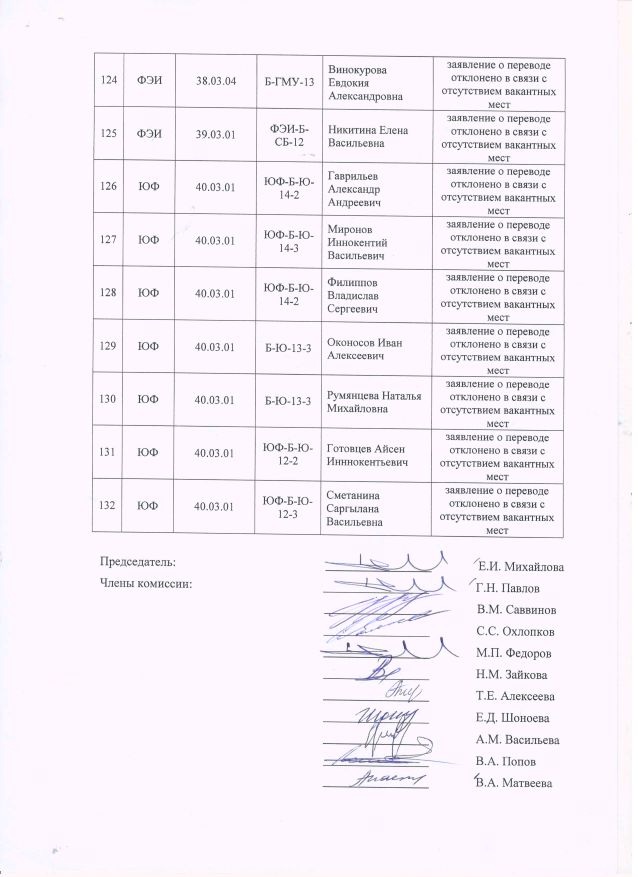 124 ФЭИ 38.03.04 Б-ГМУ-13 Винокурова Евдокия Александровна заявление о переводе отклонено в связи с отсутствием вакантных мест
125 ФЭИ 39.03.01 ФЭИ-Б-СБ-12 Никитина Елена Васильевна заявление о переводе отклонено в связи с отсутствием вакантных мест
126 ЮФ 40.03.01 ЮФ-Б-Ю-14-2 Гаврильев Александр Андреевич заявление о переводе отклонено в связи с отсутствием вакантных мест
127 ЮФ 40.03.01 ЮФ-Б-Ю-14-3 Миронов Иннокентий Васильевич заявление о переводе отклонено в связи с отсутствием вакантных мест
128 ЮФ 40.03.01 ЮФ-Б-Ю-14-2 Филиппов Владислав Сергеевич заявление о переводе отклонено в связи с отсутствием вакантных мест
129 ЮФ 40.03.01 Б-Ю-13-3 Оконосов Иван Алексеевич заявление о переводе отклонено в связи с отсутствием вакантных мест
130 ЮФ 40.03.01 Б-Ю-13-3 Румянцева Наталья Михайловна заявление о переводе отклонено в связи с отсутствием вакантных мест
131 ЮФ 40.03.01 ЮФ-Б-Ю-12-2 Готовцев Айсен Инннокентьевич заявление о переводе отклонено в связи с отсутствием вакантных мест
132 ЮФ 40.03.01 ЮФ-Б-Ю-12-3 Сметанина Саргылана Васильевна заявление о переводе отклонено в связи с отсутствием вакантных мест
Председатель: Е.И. Михайлова
Члены комиссии: Г.Н. Павлов
В.М. Саввинов
С.С. Охлопков
М.П. Федоров
Н.М. Зайкова
Т.Е. Алексеева
Е.Д. Шоноева
А.М. Васильева
В.А. Попов
В.А. Матвеева